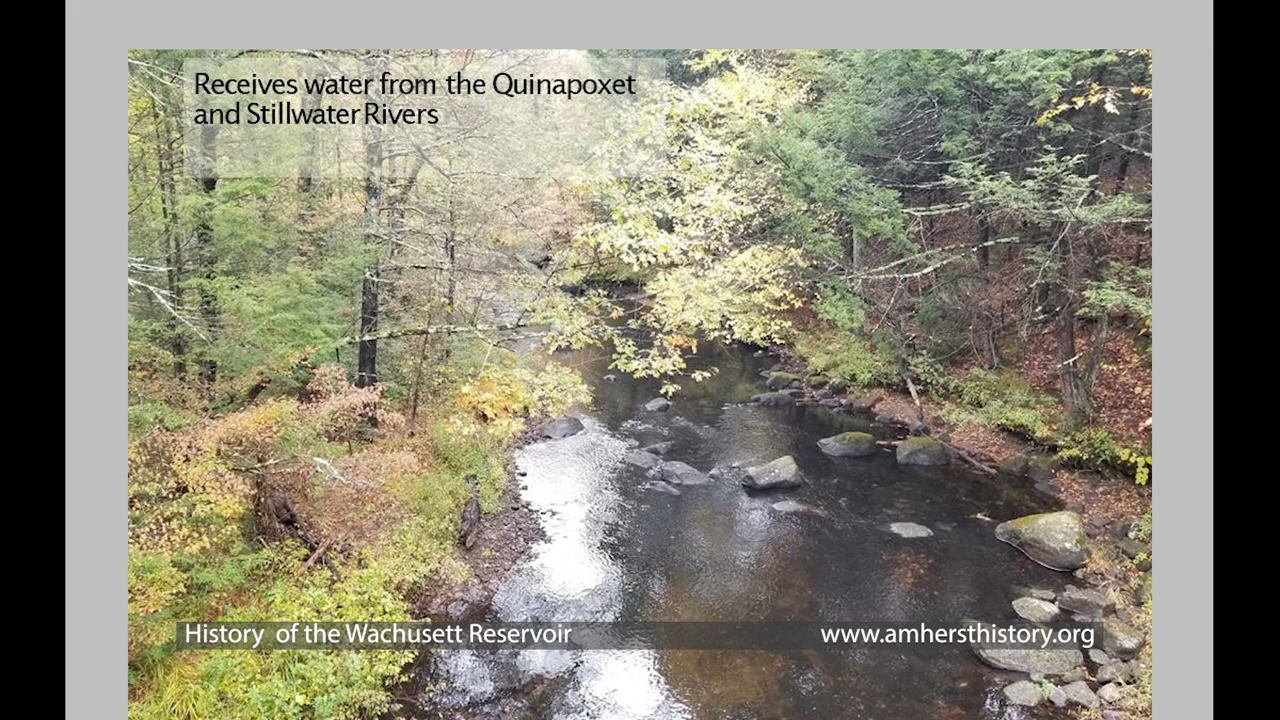 Receives water from the Quinapoxet
and Stillwater Rivers
History of the Wachusett Reservoir
www.amhersthistory.org